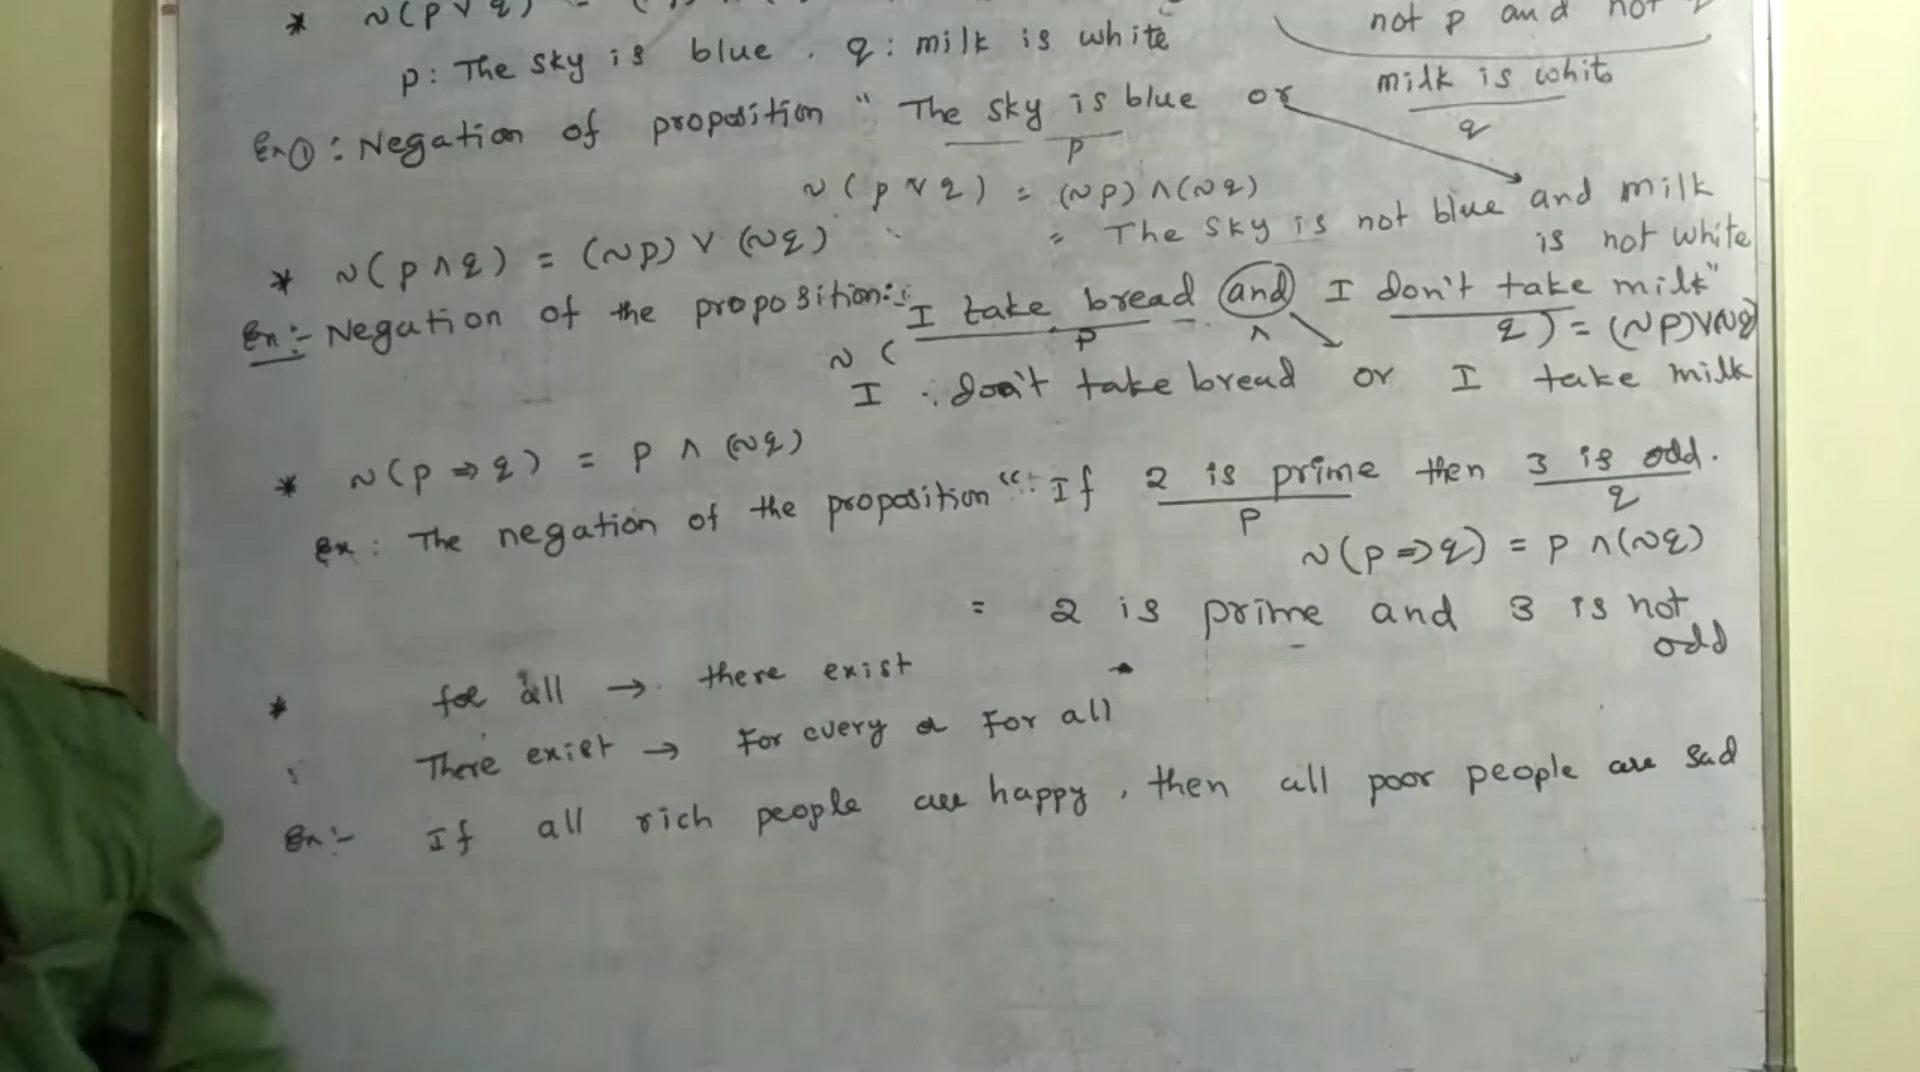 * ~(p ∨ q) = (
not p and not
p: The sky is blue. q: milk is white
Ex①: Negation of proposition " The sky is blue or milk is white
p
q
~(p ∨ q) = (~p) ∧ (~q)
= The sky is not blue and milk
is not white
* ~(p ∧ q) = (~p) ∨ (~q)
Ex:- Negation of the proposition:- I take bread and I don't take milk"
~ ( p ∧ q) = (~p)∨(~q)
I don't take bread or I take milk
* ~(p ⇒ q) = p ∧ (~q)
Ex: The negation of the proposition ": If 2 is prime then 3 is odd.
p
q
~(p ⇒ q) = p ∧ (~q)
= 2 is prime and 3 is not
odd
* for all → there exist
There exist → For every or For all
Ex:- If all rich people are happy, then all poor people are sad